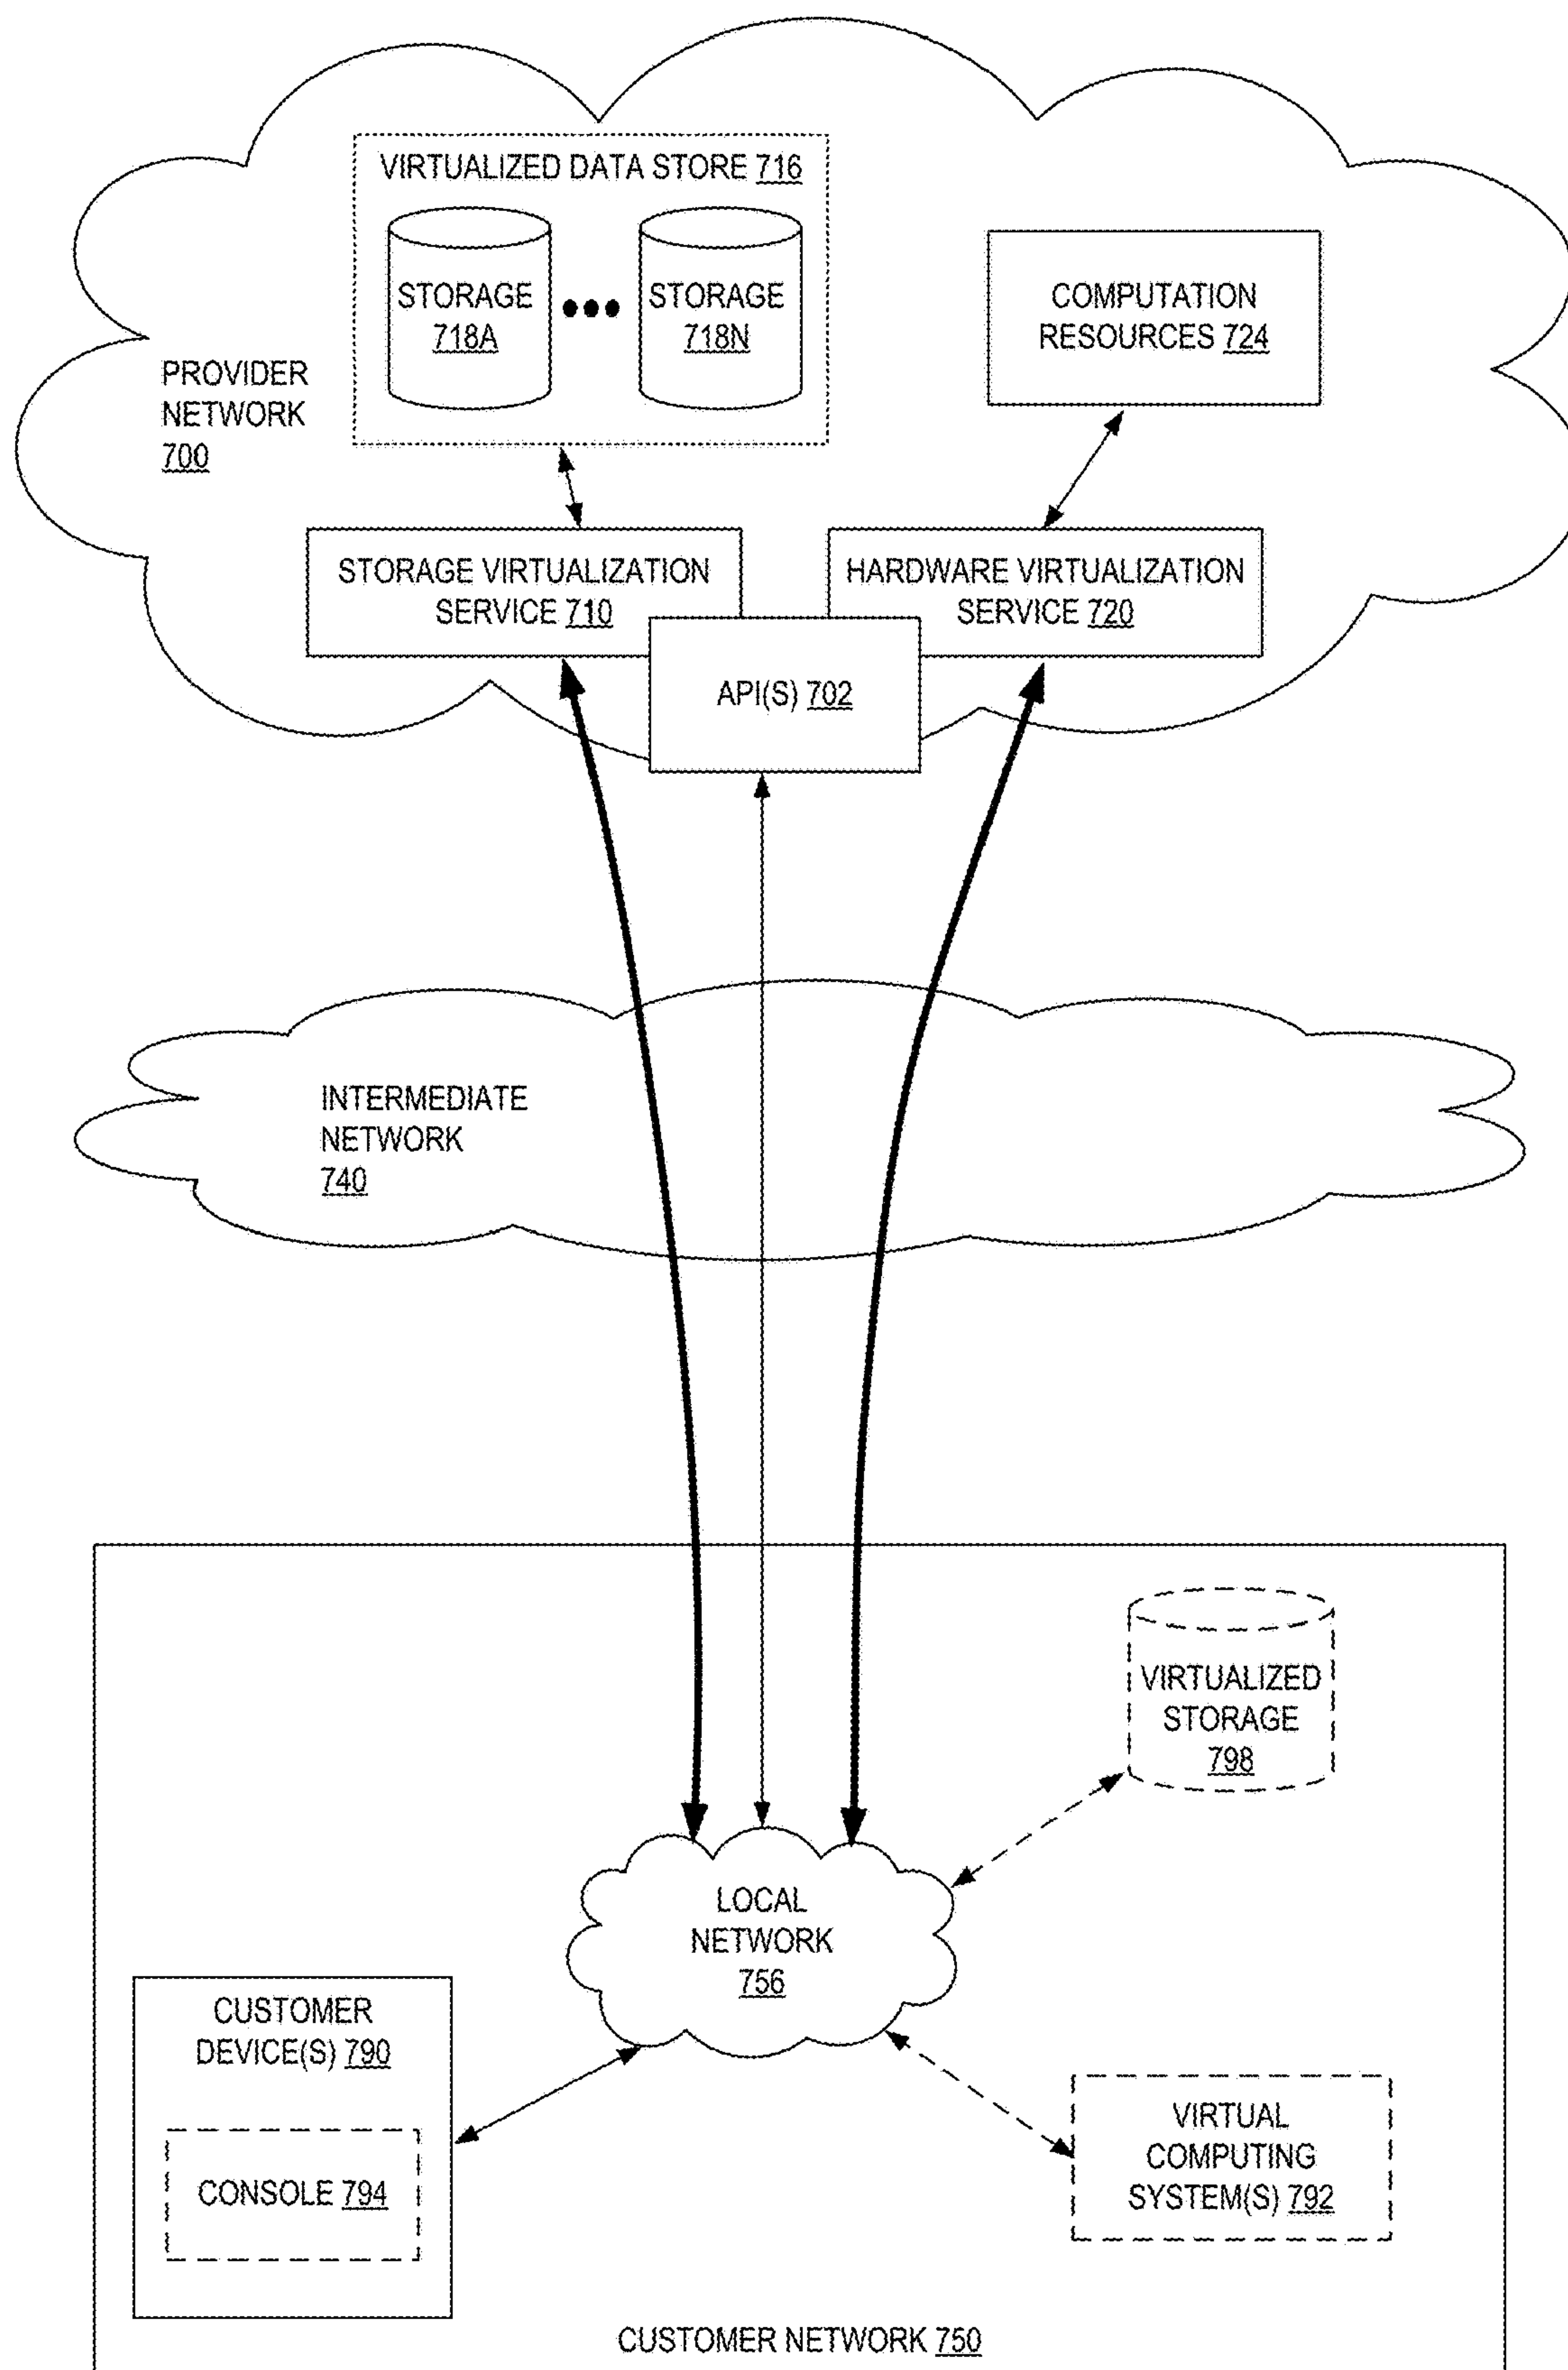 VIRTUALIZED DATA STORE 716
STORAGE
718A
STORAGE
718N
COMPUTATION
RESOURCES 724
PROVIDER
NETWORK
700
STORAGE VIRTUALIZATION
SERVICE 710
HARDWARE VIRTUALIZATION
SERVICE 720
API(S) 702
INTERMEDIATE
NETWORK
740
VIRTUALIZED
STORAGE
798
LOCAL
NETWORK
756
CUSTOMER
DEVICE(S) 790
CONSOLE 794
VIRTUAL
COMPUTING
SYSTEM(S) 792
CUSTOMER NETWORK 750